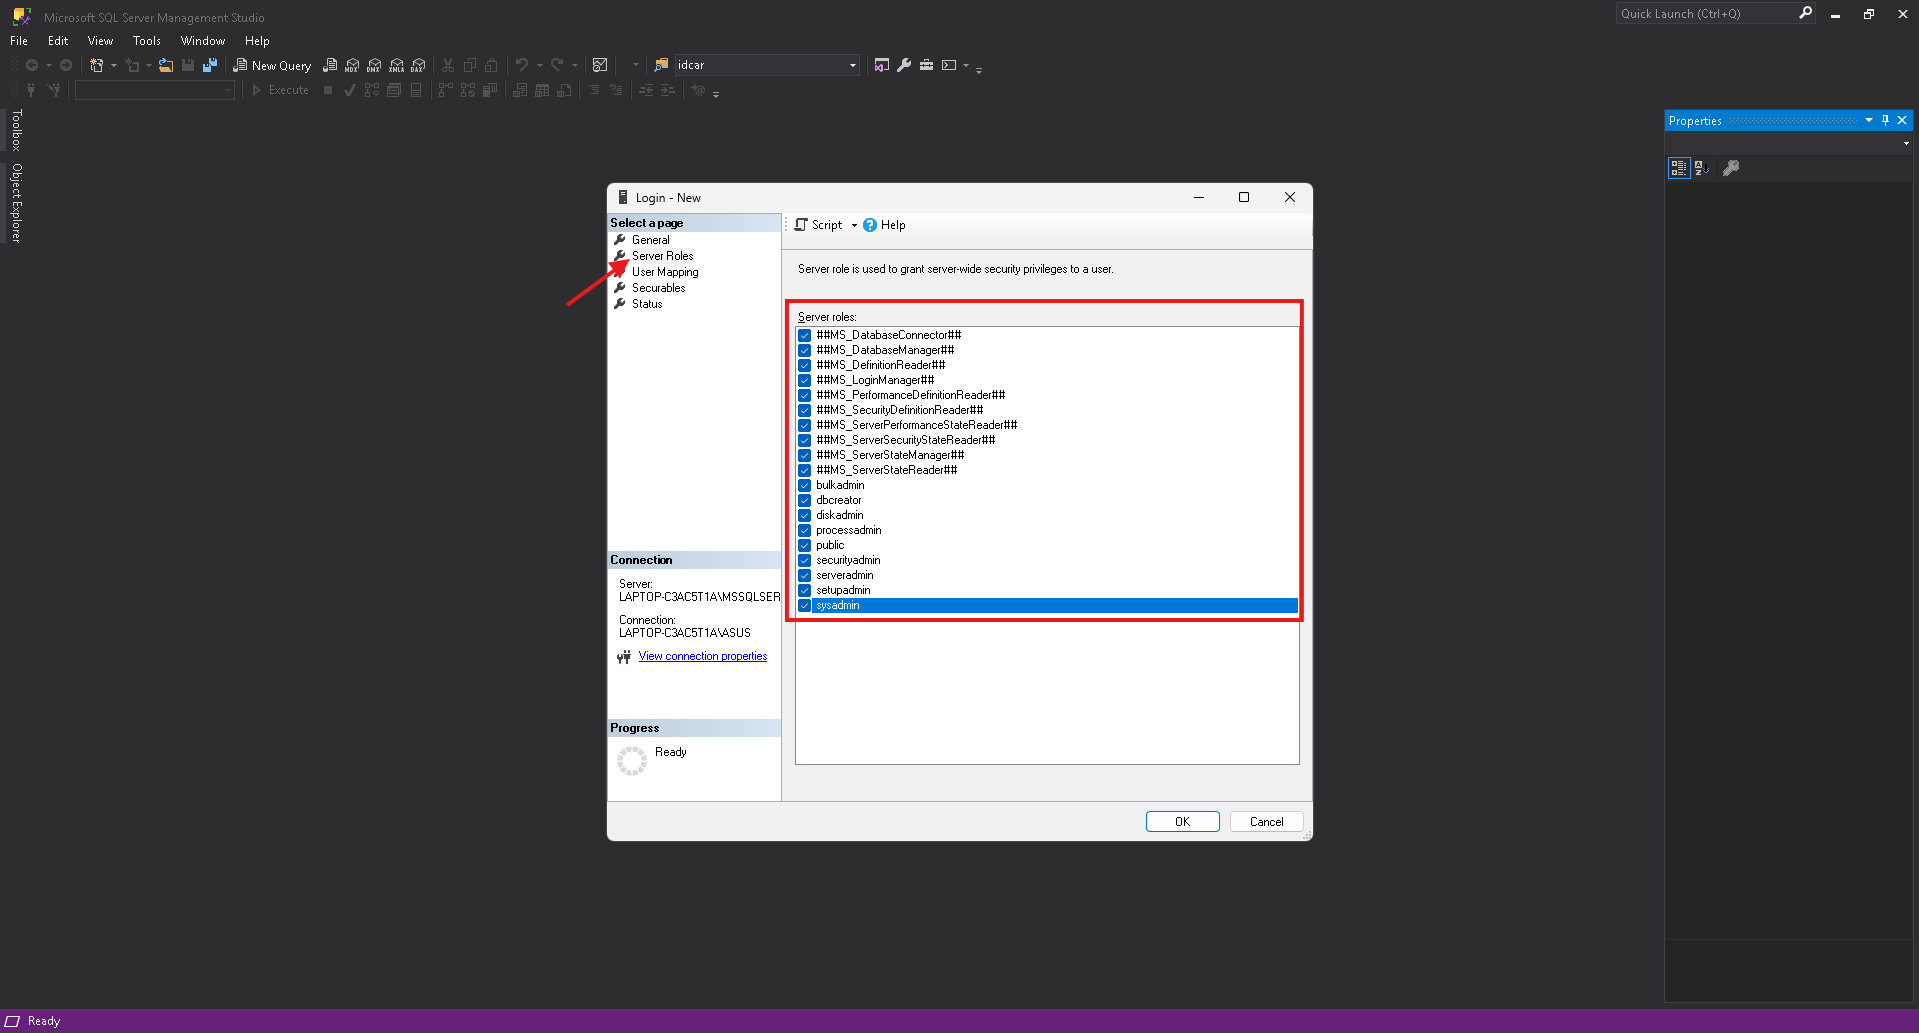 Microsoft SQL Server Management Studio
Quick Launch (Ctrl+Q)
File Edit View Tools Window Help
New Query
MDX DMX XMLA DAX
idcar
Execute
Toolbox
Object Explorer
Properties
Login - New
Select a page
General
Server Roles
User Mapping
Securables
Status
Connection
Server:
LAPTOP-C3AC5T1A\MSSQLSER
Connection:
LAPTOP-C3AC5T1A\ASUS
View connection properties
Progress
Ready
Script
Help
Server role is used to grant server-wide security privileges to a user.
Server roles:
##MS_DatabaseConnector##
##MS_DatabaseManager##
##MS_DefinitionReader##
##MS_LoginManager##
##MS_PerformanceDefinitionReader##
##MS_SecurityDefinitionReader##
##MS_ServerPerformanceStateReader##
##MS_ServerSecurityStateReader##
##MS_ServerStateManager##
##MS_ServerStateReader##
bulkadmin
dbcreator
diskadmin
processadmin
public
securityadmin
serveradmin
setupadmin
sysadmin
OK
Cancel
Ready